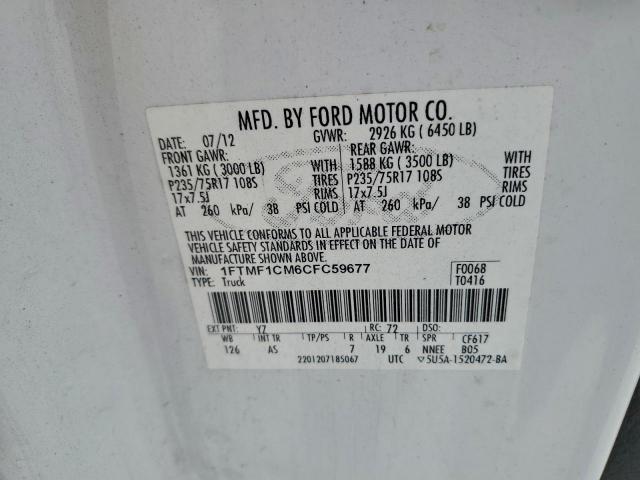 MFD. BY FORD MOTOR CO.
DATE: 07/12 GVWR: 2926 KG ( 6450 LB)
FRONT GAWR: REAR GAWR:
1361 KG ( 3000 LB) WITH 1588 KG ( 3500 LB) WITH
P235/75R17 108S TIRES P235/75R17 108S TIRES
17x7.5J RIMS 17x7.5J RIMS
AT 260 kPa/ 38 PSI COLD AT 260 kPa/ 38 PSI COLD
Ford
THIS VEHICLE CONFORMS TO ALL APPLICABLE FEDERAL MOTOR
VEHICLE SAFETY STANDARDS IN EFFECT ON THE DATE OF
MANUFACTURE SHOWN ABOVE.
VIN: 1FTMF1CM6CFC59677 F0068
TYPE: Truck T0416
EXT PNT: YZ RC: 72 DSO:
WB INT TR TP/PS R AXLE TR SPR CF617
126 AS 7 19 6 NNEE B05
2201207185067 UTC ▽5U5A-1520472-BA